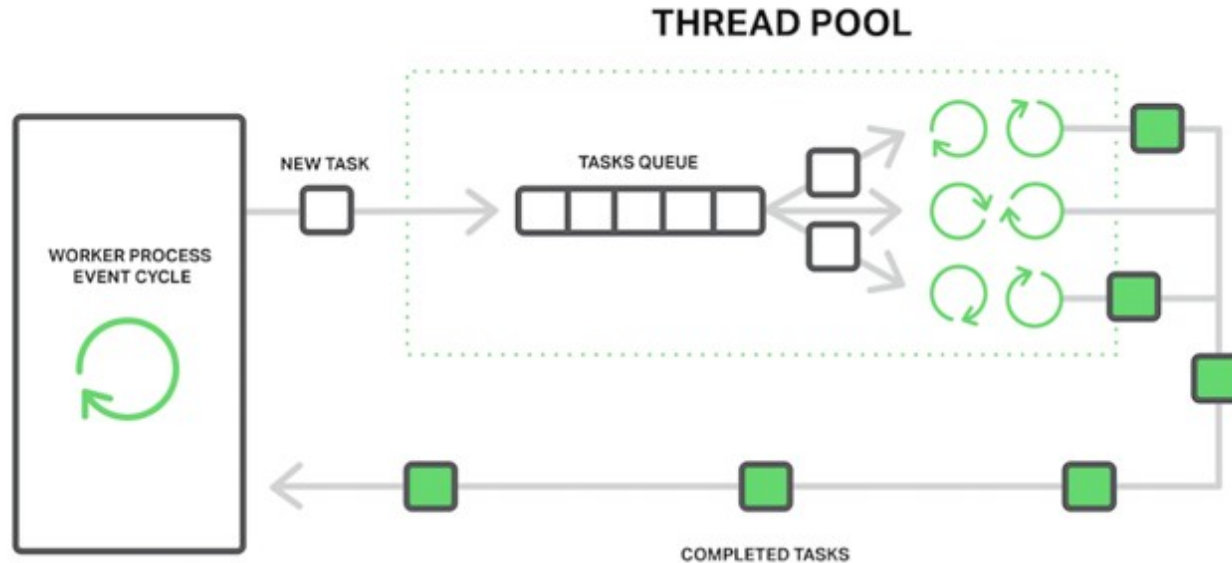 THREAD POOL
NEW TASK
TASKS QUEUE
WORKER PROCESS
EVENT CYCLE
COMPLETED TASKS